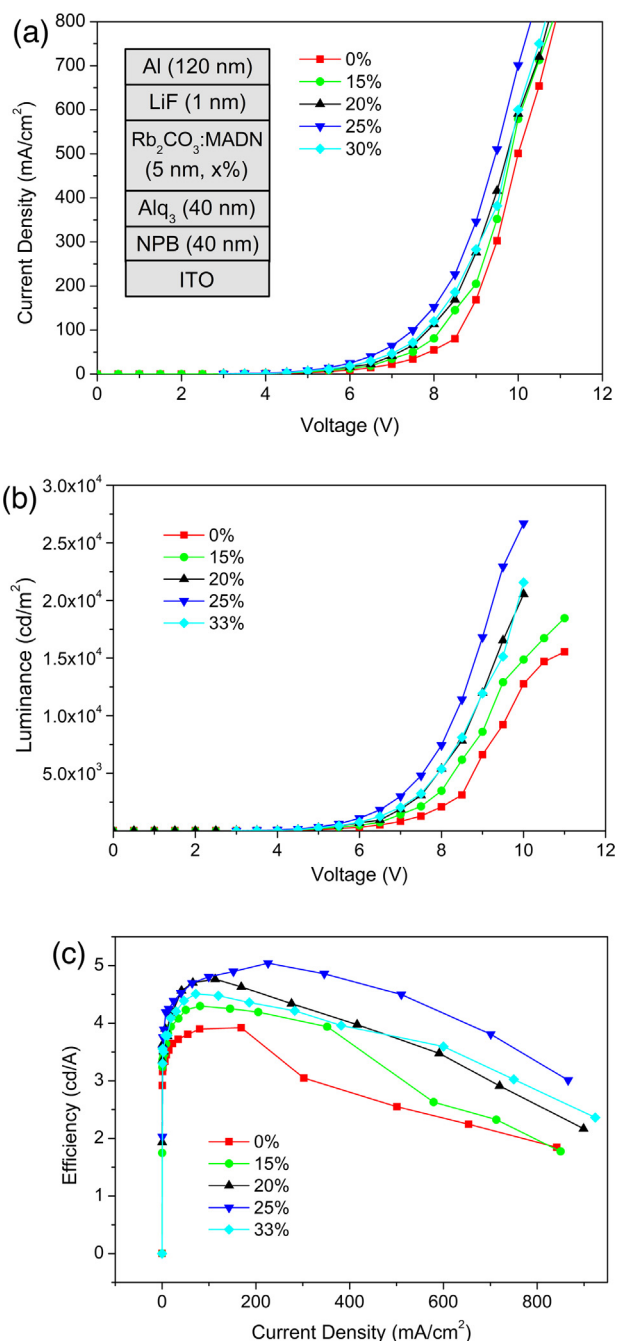 (a)
800
700
600
500
400
300
200
100
0
Current Density (mA/cm²)
Al (120 nm)
LiF (1 nm)
Rb₂CO₃:MADN
(5 nm, x%)
Alq₃ (40 nm)
NPB (40 nm)
ITO
0%
15%
20%
25%
30%
0 2 4 6 8 10 12
Voltage (V)
(b)
3.0x10⁴
2.5x10⁴
2.0x10⁴
1.5x10⁴
1.0x10⁴
5.0x10³
Luminance (cd/m²)
0%
15%
20%
25%
33%
0 2 4 6 8 10 12
Voltage (V)
(c)
5
4
3
2
1
0
Efficiency (cd/A)
0%
15%
20%
25%
33%
0 200 400 600 800
Current Density (mA/cm²)